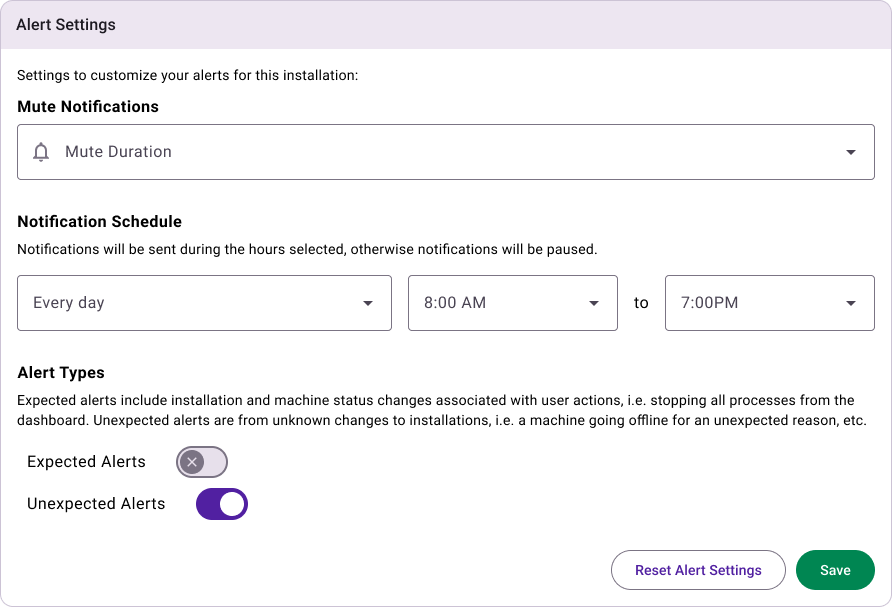 Alert Settings
Settings to customize your alerts for this installation:
Mute Notifications
Mute Duration
Notification Schedule
Notifications will be sent during the hours selected, otherwise notifications will be paused.
Every day
8:00 AM
to
7:00PM
Alert Types
Expected alerts include installation and machine status changes associated with user actions, i.e. stopping all processes from the
dashboard. Unexpected alerts are from unknown changes to installations, i.e. a machine going offline for an unexpected reason, etc.
Expected Alerts
Unexpected Alerts
Reset Alert Settings
Save